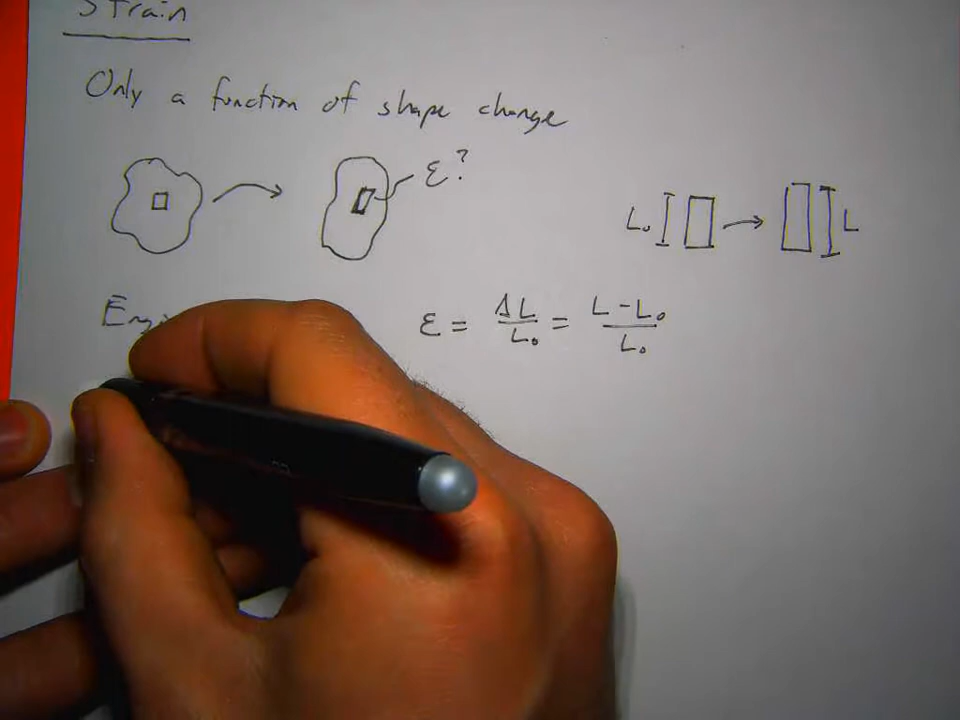 Strain
Only a function of shape change
ε?
L₀ L
ε = ΔL/L₀ = L-L₀/L₀